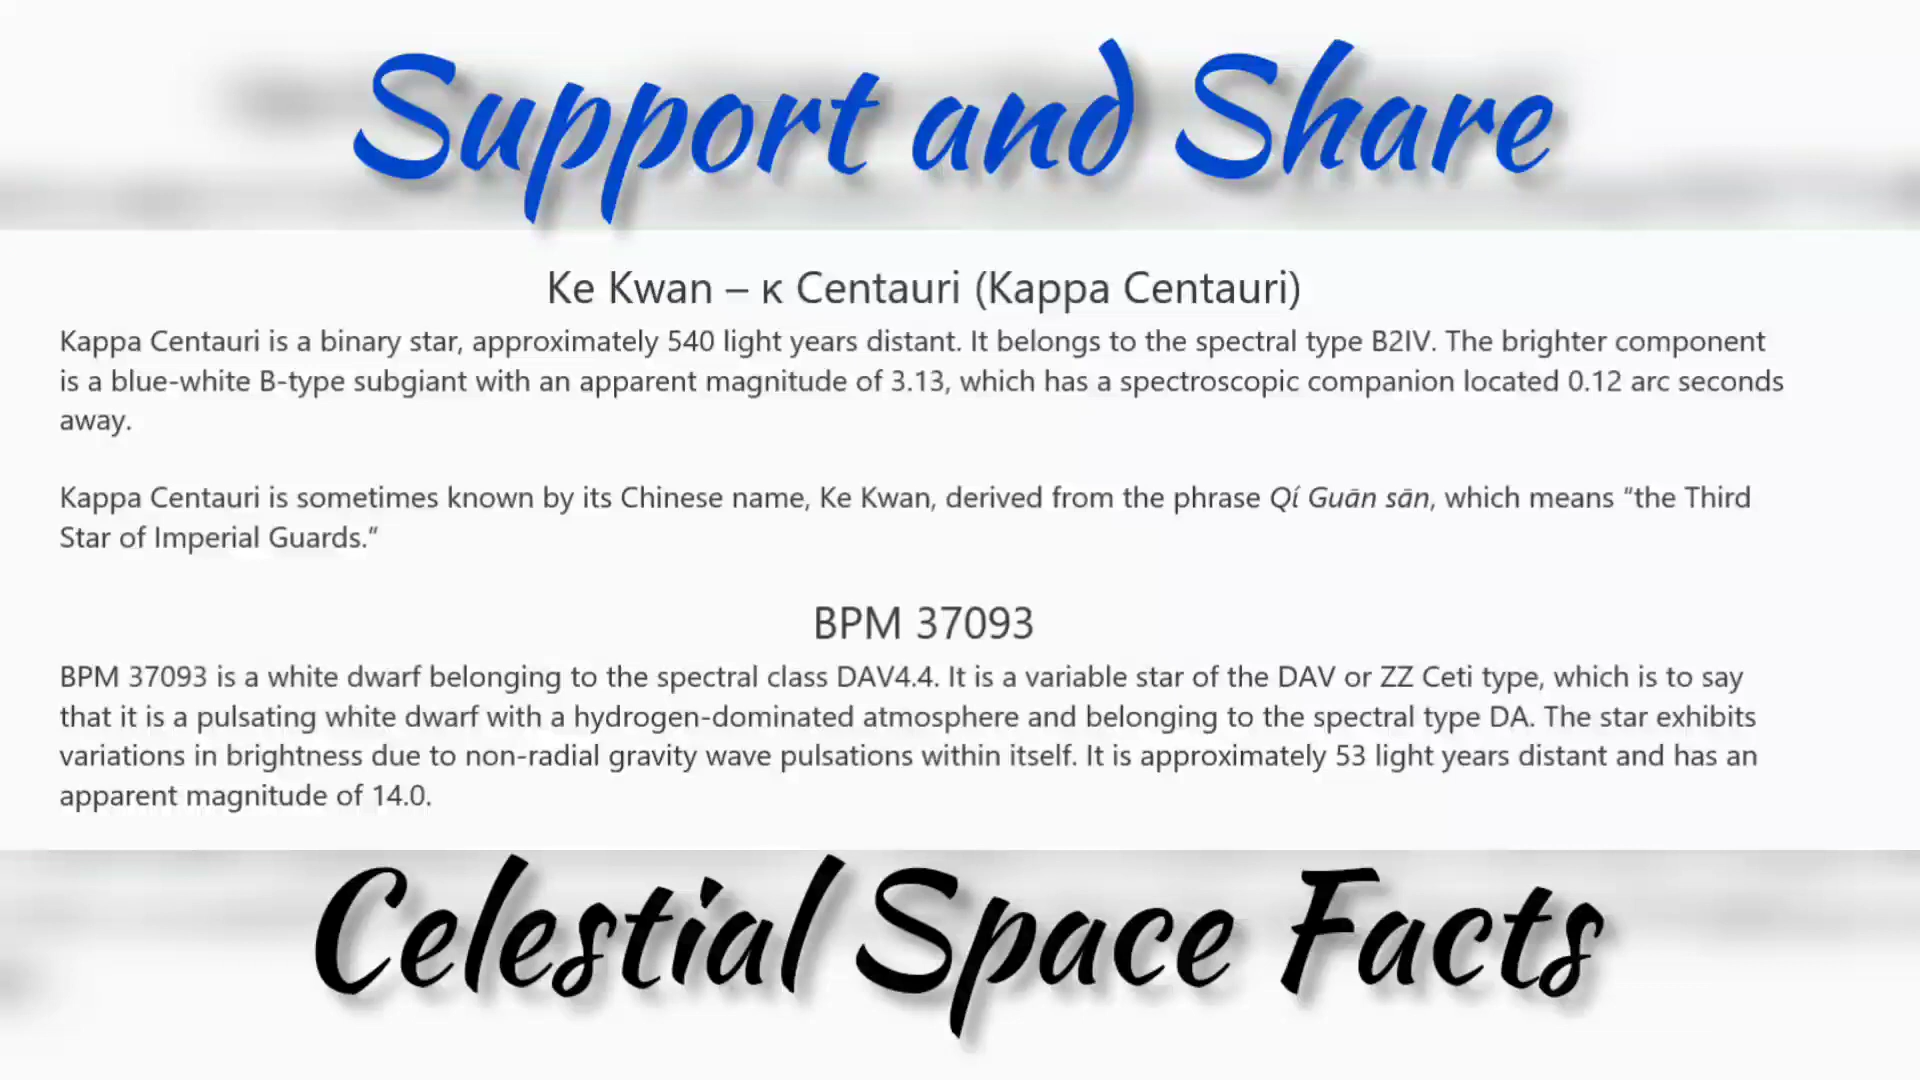 Support and Share
Ke Kwan – κ Centauri (Kappa Centauri)
Kappa Centauri is a binary star, approximately 540 light years distant. It belongs to the spectral type B2IV. The brighter component
is a blue-white B-type subgiant with an apparent magnitude of 3.13, which has a spectroscopic companion located 0.12 arc seconds
away.
Kappa Centauri is sometimes known by its Chinese name, Ke Kwan, derived from the phrase Qí Guān sān, which means “the Third
Star of Imperial Guards.”
BPM 37093
BPM 37093 is a white dwarf belonging to the spectral class DAV4.4. It is a variable star of the DAV or ZZ Ceti type, which is to say
that it is a pulsating white dwarf with a hydrogen-dominated atmosphere and belonging to the spectral type DA. The star exhibits
variations in brightness due to non-radial gravity wave pulsations within itself. It is approximately 53 light years distant and has an
apparent magnitude of 14.0.
Celestial Space Facts